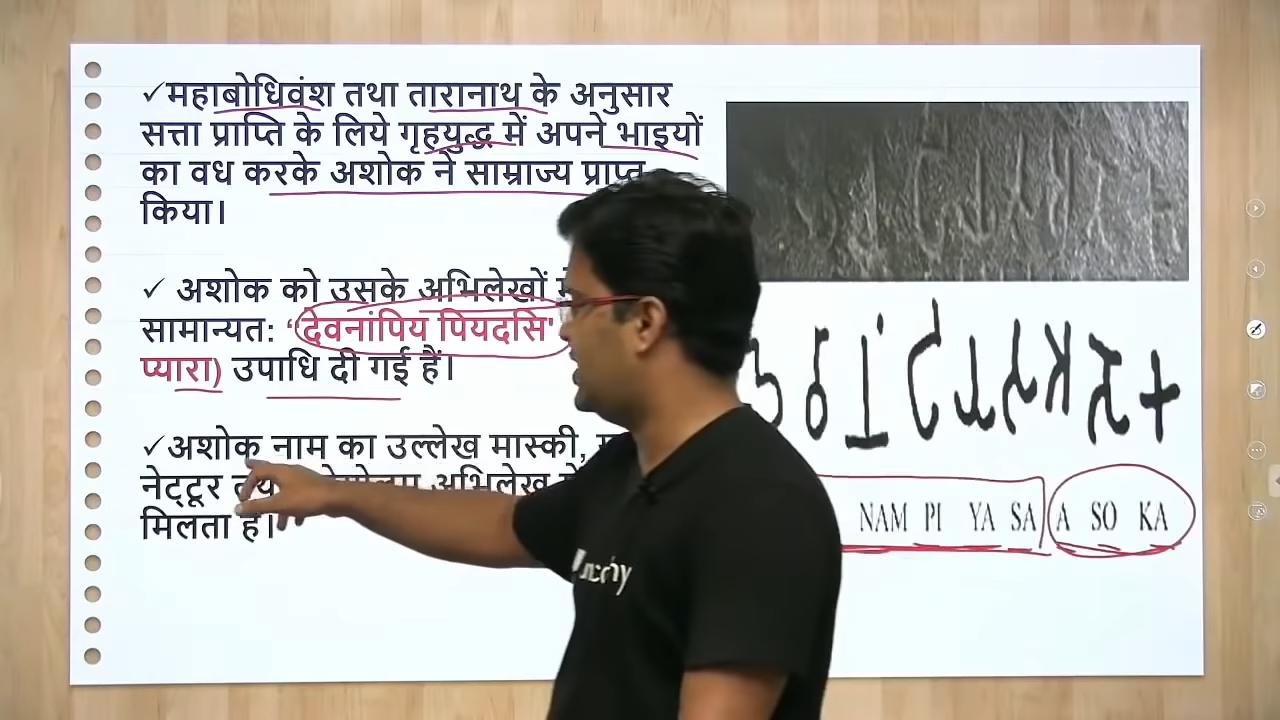 ✓महाबोधिवंश तथा तारानाथ के अनुसार
सत्ता प्राप्ति के लिये गृहयुद्ध में अपने भाइयों
का वध करके अशोक ने साम्राज्य प्राप्त
किया।
✓ अशोक को उसके अभिलेखों
सामान्यत: “देवनांपिय पियदसि'
प्यारा) उपाधि दी गई हैं।
✓अशोक नाम का उल्लेख मास्की,
नेट्टूर अभिलेख
मिलता है।
NAM PI YA SA A SO KA